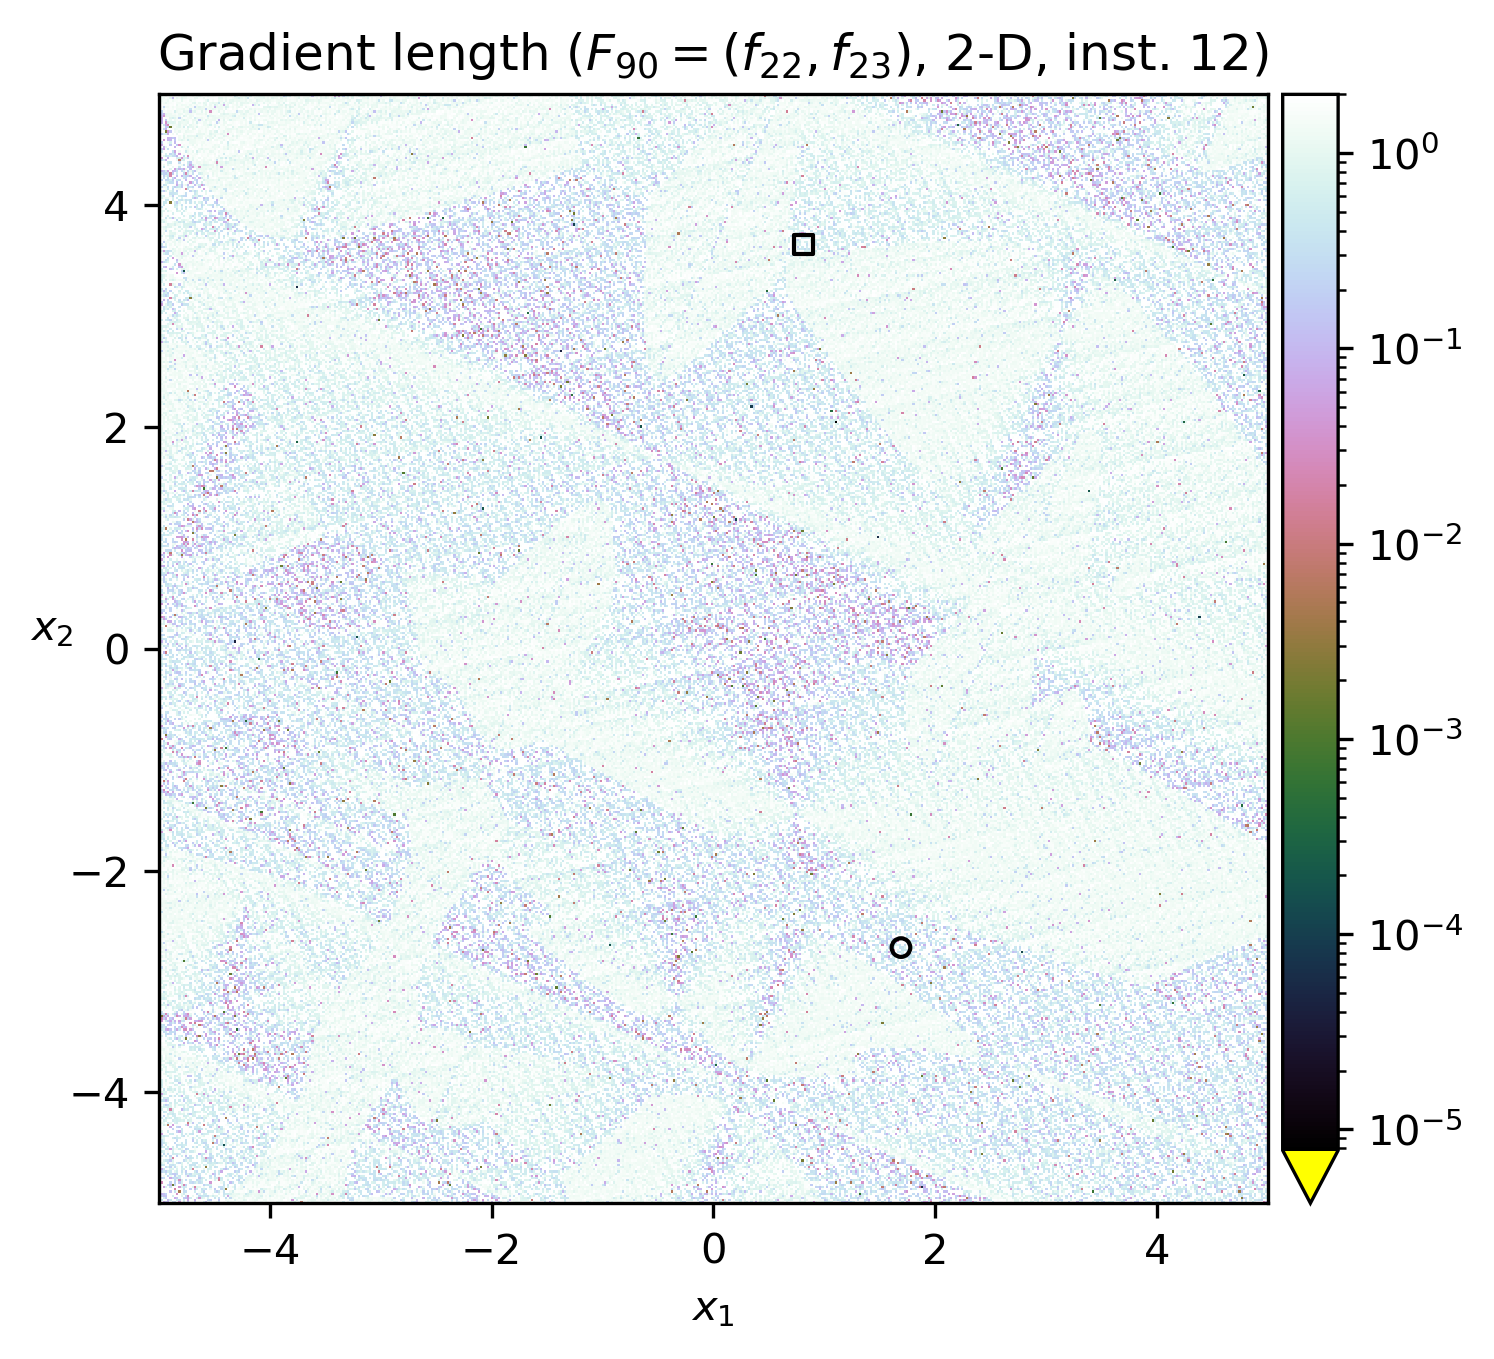 Gradient length (F₉₀ = (f₂₂, f₂₃), 2-D, inst. 12)
10⁰
4
10⁻¹
2
10⁻²
x₂ 0
10⁻³
−2
10⁻⁴
−4
10⁻⁵
−4 −2 0 2 4
x₁